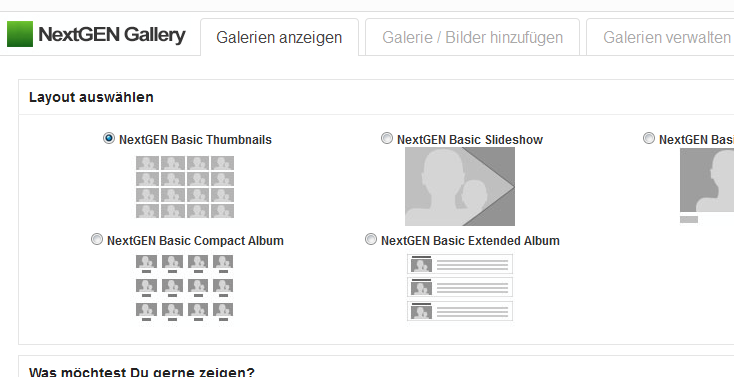 NextGEN Gallery
Galerien anzeigen
Galerie / Bilder hinzufügen
Galerien verwalten
Layout auswählen
NextGEN Basic Thumbnails
NextGEN Basic Slideshow
NextGEN Bas
NextGEN Basic Compact Album
NextGEN Basic Extended Album
Was möchtest Du gerne zeigen?